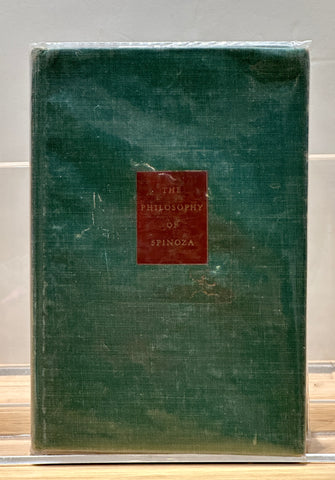 THE
PHILOSOPHY
OF
SPINOZA